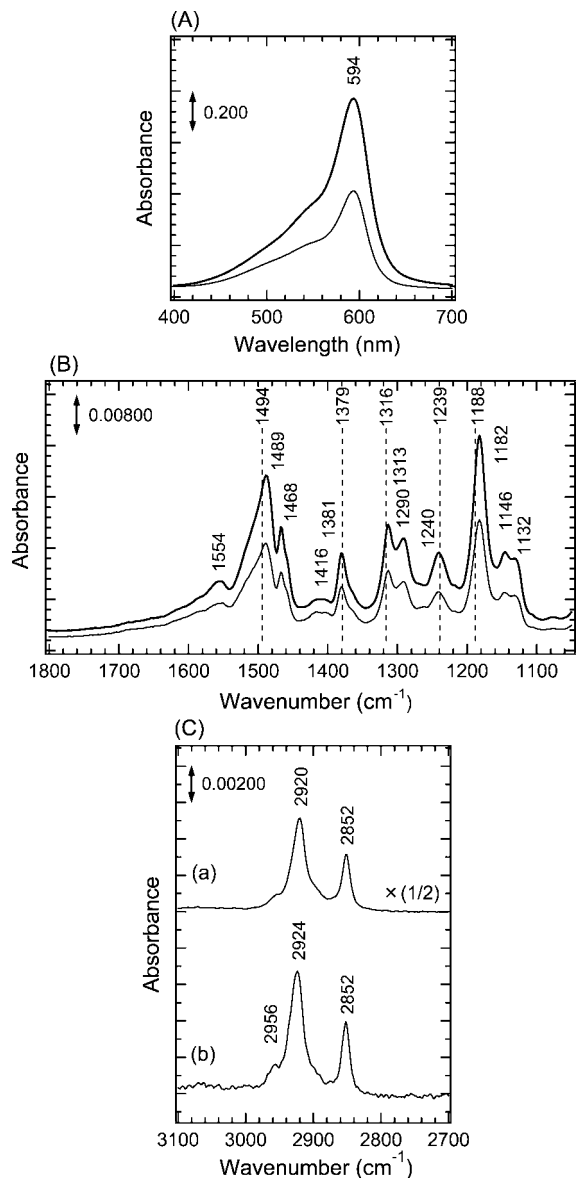 (A)
594
0.200
Absorbance
400 500 600 700
Wavelength (nm)
(B)
0.00800
1494 1379 1316 1239 1188
1554 1489 1468 1416 1381 1313 1290 1240 1182 1146 1132
Absorbance
1800 1700 1600 1500 1400 1300 1200 1100
Wavenumber (cm⁻¹)
(C)
0.00200
2920
2852
(a)
× (1/2)
Absorbance
2924
2956
2852
(b)
3100 3000 2900 2800 2700
Wavenumber (cm⁻¹)